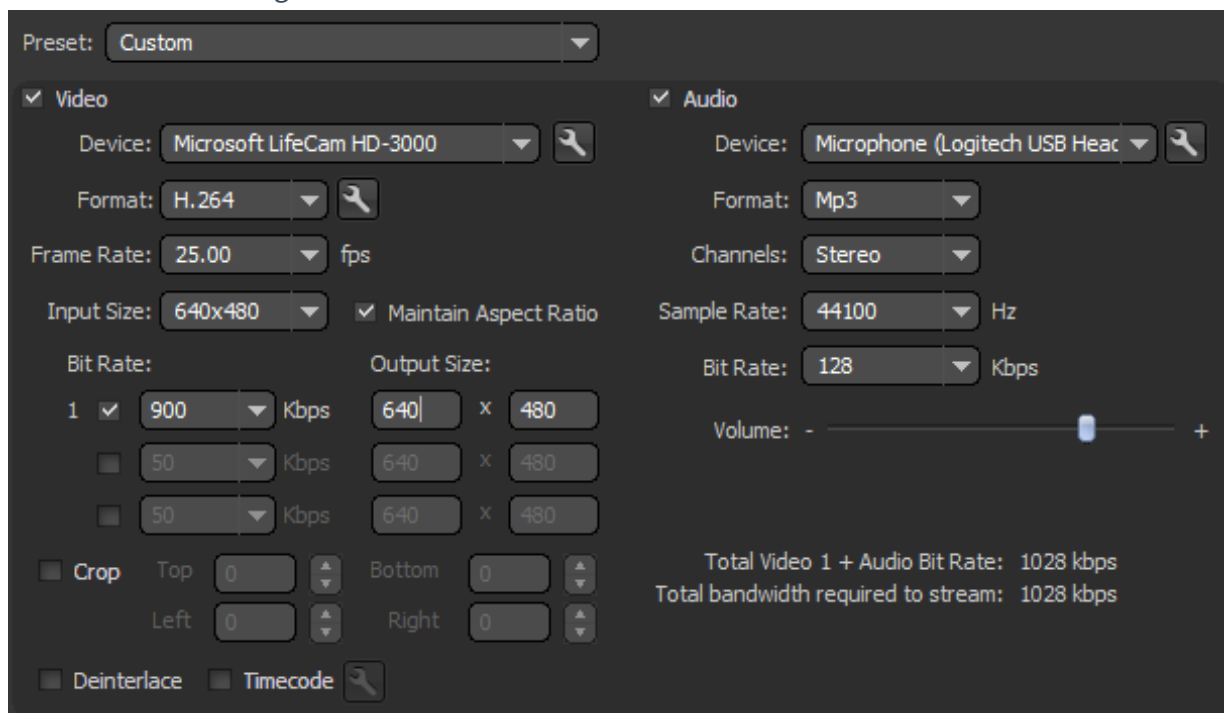 Preset: Custom
Video
Device: Microsoft LifeCam HD-3000
Format: H.264
Frame Rate: 25.00 fps
Input Size: 640x480 Maintain Aspect Ratio
Bit Rate: Output Size:
1 900 Kbps 640 x 480
50 Kbps 640 x 480
50 Kbps 640 x 480
Crop Top 0 Bottom 0
Left 0 Right 0
Deinterlace Timecode
Audio
Device: Microphone (Logitech USB Heac
Format: Mp3
Channels: Stereo
Sample Rate: 44100 Hz
Bit Rate: 128 Kbps
Volume: - +
Total Video 1 + Audio Bit Rate: 1028 kbps
Total bandwidth required to stream: 1028 kbps